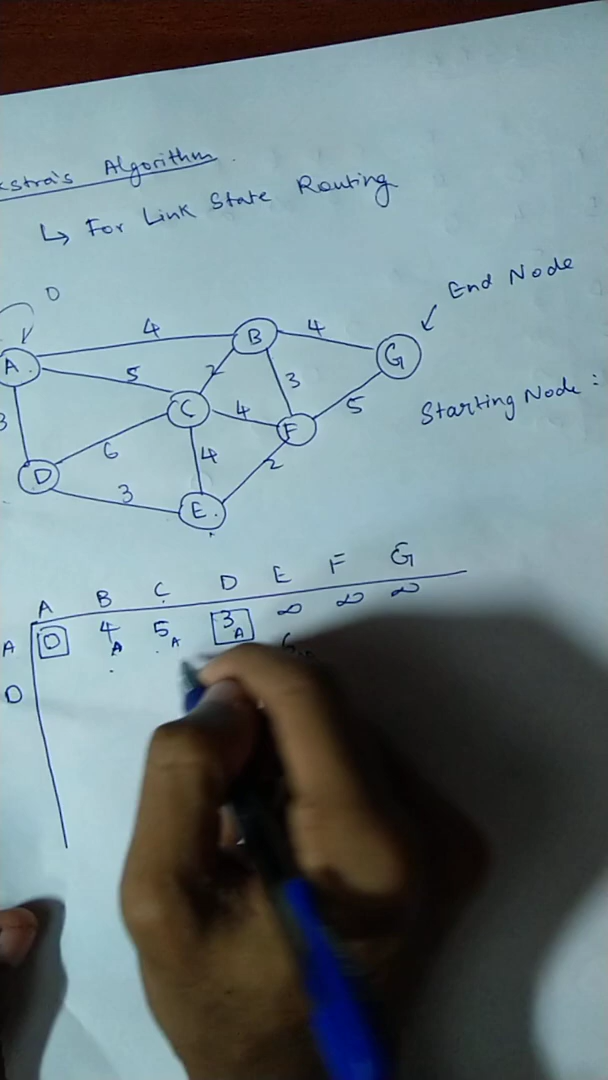 kstra's Algorithm
↳ For Link State Routing
0
End Node
4
B
4
A
5
2
G
Starting Node :
3
C
4
3
5
6
4
F
D
2
3
E
A B C D E F G
A 0 4A 5A 3A ∞ ∞ ∞
D 6